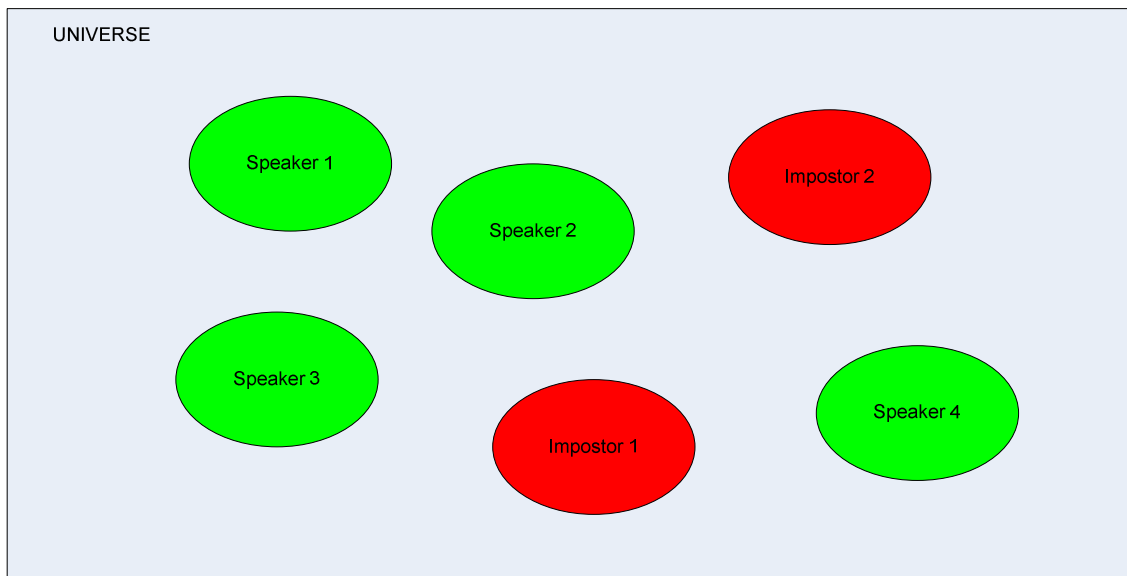 UNIVERSE
Speaker 1
Impostor 2
Speaker 2
Speaker 3
Speaker 4
Impostor 1